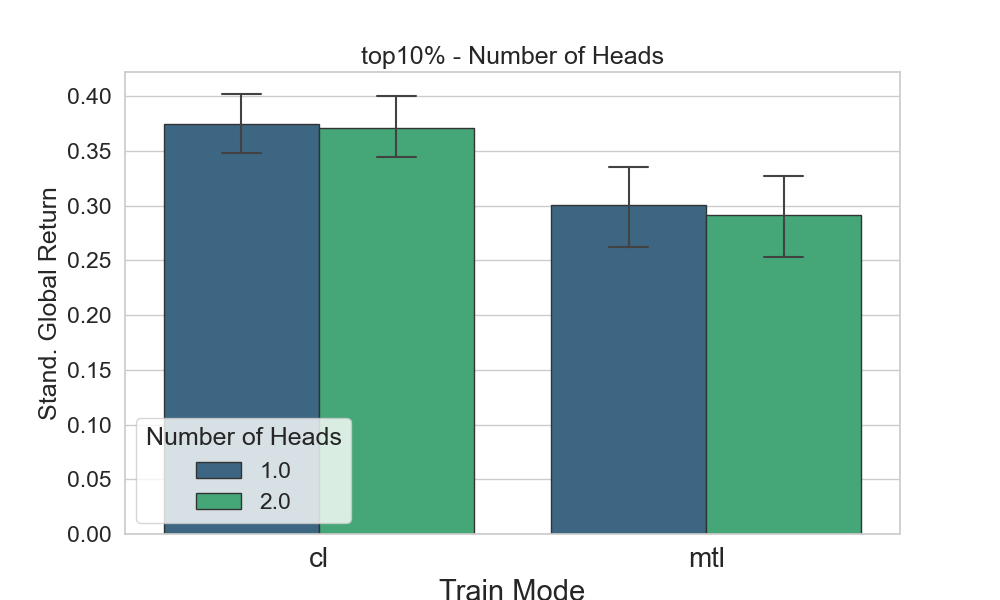 top10% - Number of Heads
Stand. Global Return
0.40
0.35
0.30
0.25
0.20
0.15
0.10
0.05
0.00
Number of Heads
1.0
2.0
cl
mtl
Train Mode